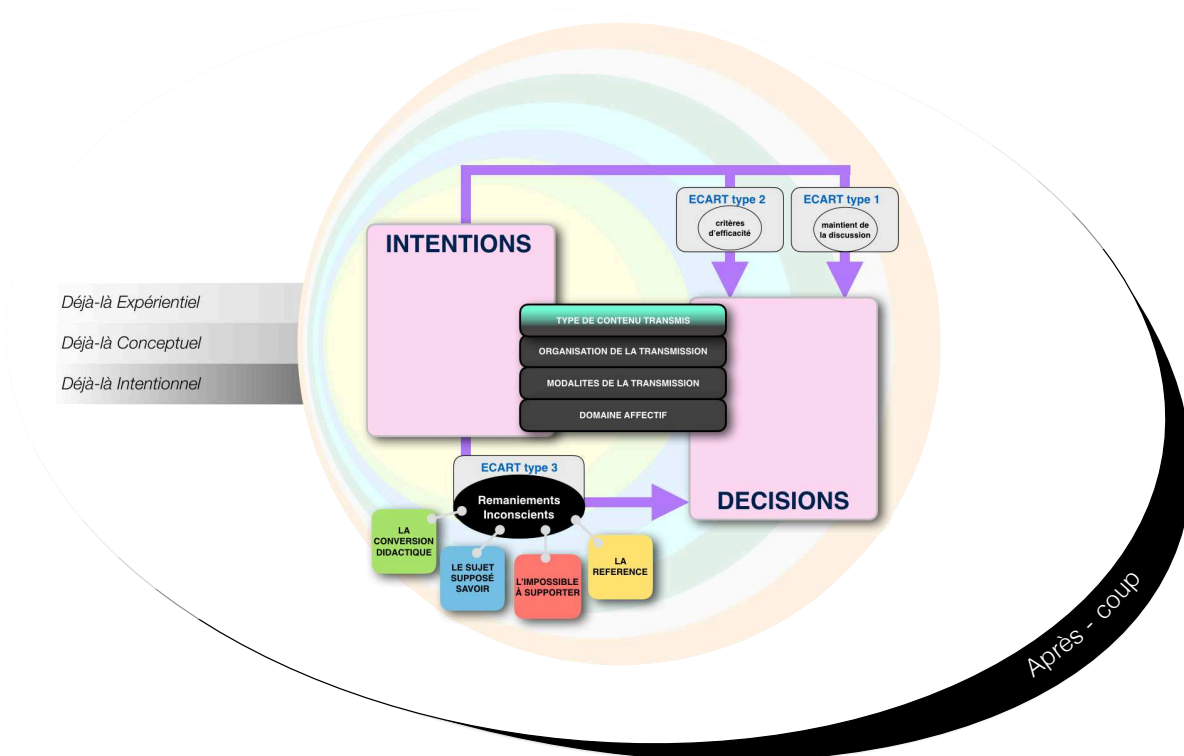 ECART type 2
critères
d'efficacité
ECART type 1
maintient de
la discussion
INTENTIONS
Déjà-là Expérientiel
Déjà-là Conceptuel
Déjà-là Intentionnel
TYPE DE CONTENU TRANSMIS
ORGANISATION DE LA TRANSMISSION
MODALITES DE LA TRANSMISSION
DOMAINE AFFECTIF
ECART type 3
Remaniements
Inconscients
DECISIONS
LA
CONVERSION
DIDACTIQUE
LE SUJET
SUPPOSÉ
SAVOIR
L'IMPOSSIBLE
À SUPPORTER
LA
REFERENCE
Après - coup